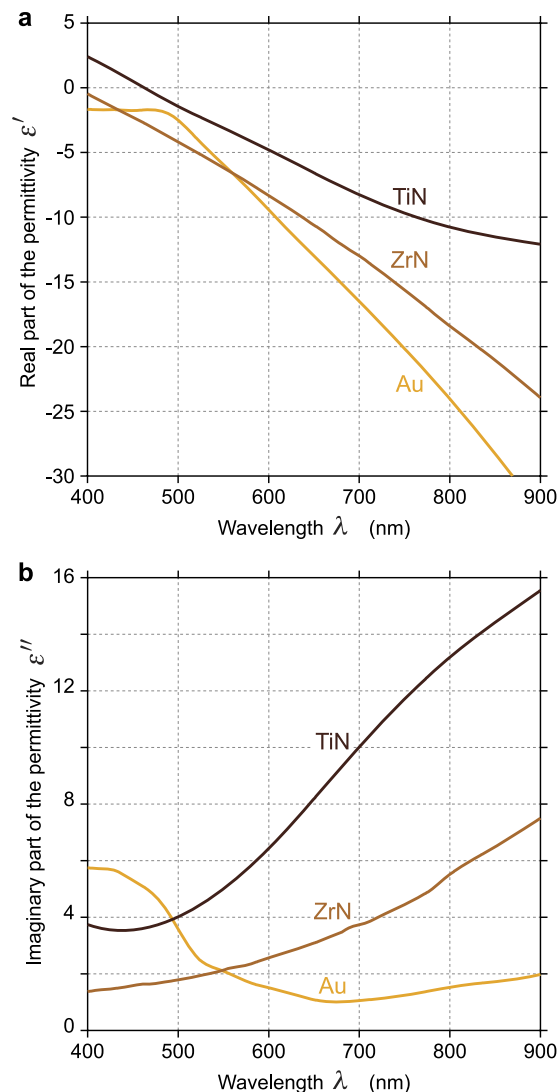 a
5
0
-5
-10
-15
-20
-25
-30
Real part of the permittivity ε′
TiN
ZrN
Au
400 500 600 700 800 900
Wavelength λ (nm)
b
16
12
8
4
0
Imaginary part of the permittivity ε″
TiN
ZrN
Au
400 500 600 700 800 900
Wavelength λ (nm)